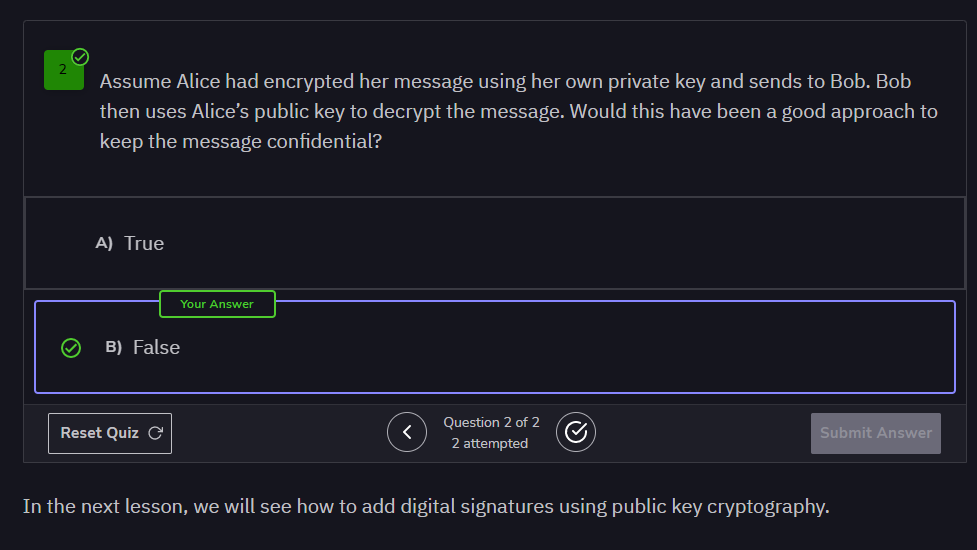 2
Assume Alice had encrypted her message using her own private key and sends to Bob. Bob
then uses Alice’s public key to decrypt the message. Would this have been a good approach to
keep the message confidential?
A) True
Your Answer
B) False
Reset Quiz
Question 2 of 2
2 attempted
Submit Answer
In the next lesson, we will see how to add digital signatures using public key cryptography.